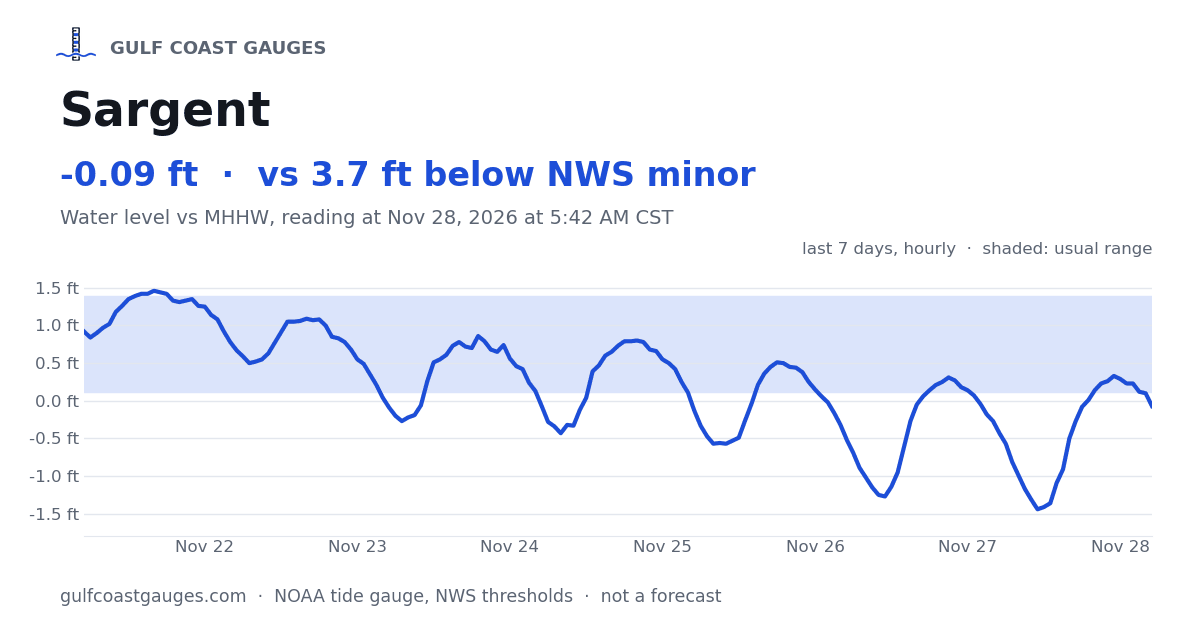 GULF COAST GAUGES
Sargent
-0.09 ft · vs 3.7 ft below NWS minor
Water level vs MHHW, reading at Nov 28, 2026 at 5:42 AM CST
last 7 days, hourly · shaded: usual range
1.5 ft
1.0 ft
0.5 ft
0.0 ft
-0.5 ft
-1.0 ft
-1.5 ft
Nov 22 Nov 23 Nov 24 Nov 25 Nov 26 Nov 27 Nov 28
gulfcoastgauges.com · NOAA tide gauge, NWS thresholds · not a forecast